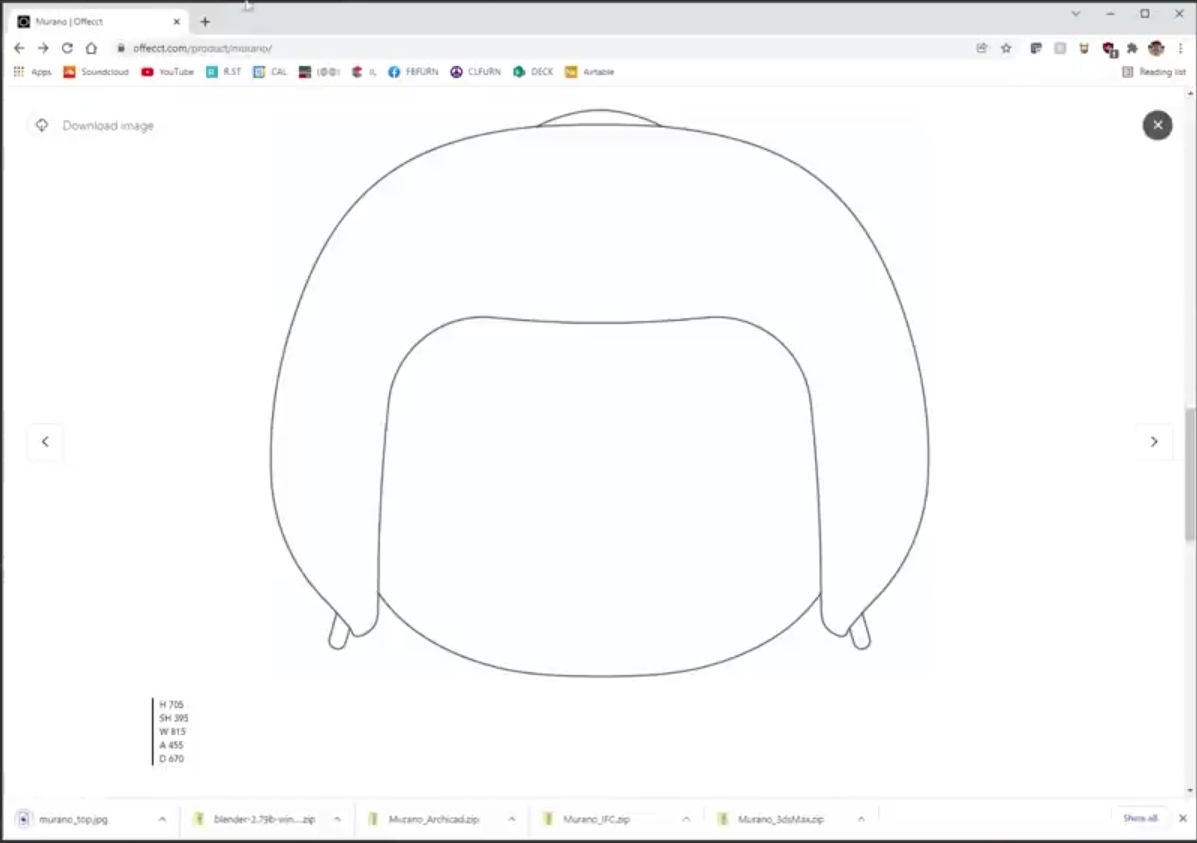 Murano | Offecct
offecct.com/product/murano/
Apps Soundcloud YouTube R.ST CAL (@@) IL FBFURN CLFURN DECK Airtable Reading list
Download image
H 705
SH 395
W 815
A 455
D 670
murano_top.jpg blender-2.79b-win....zip Murano_Archicad.zip Murano_IFC.zip Murano_3dsMax.zip Show all